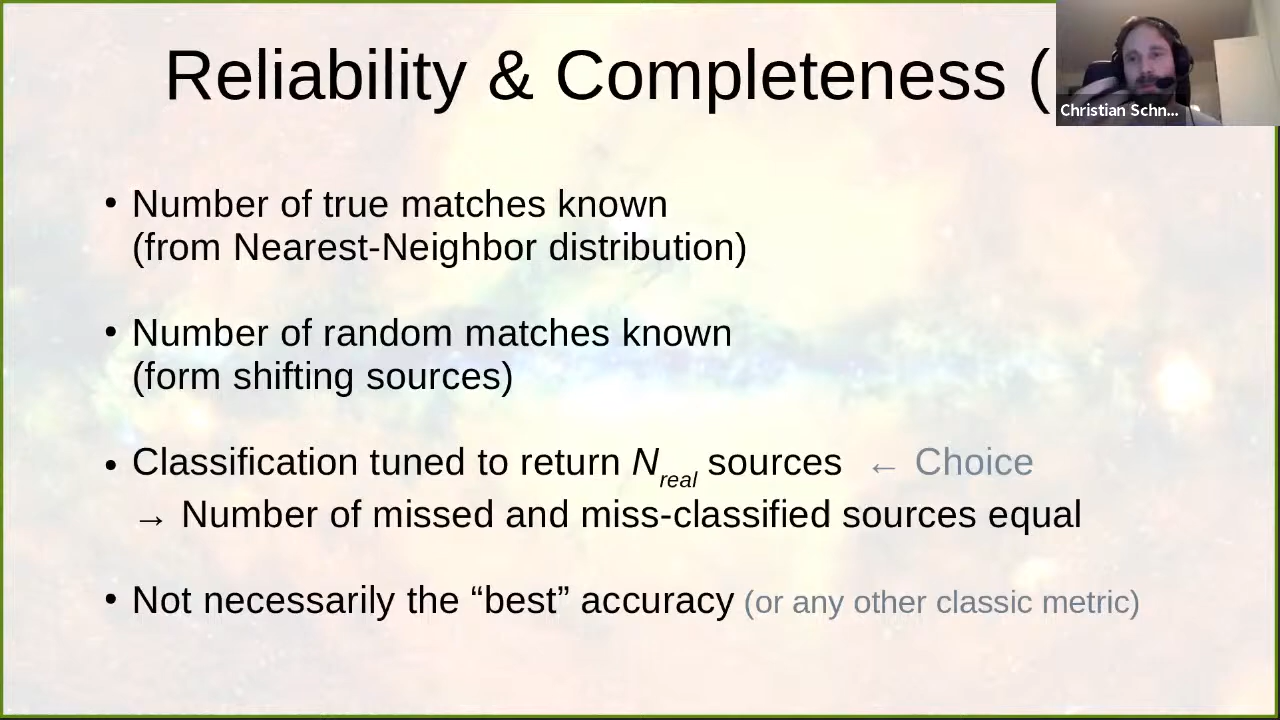 Reliability & Completeness (
Christian Schn...
• Number of true matches known
(from Nearest-Neighbor distribution)
• Number of random matches known
(form shifting sources)
• Classification tuned to return N_real sources ← Choice
→ Number of missed and miss-classified sources equal
• Not necessarily the “best” accuracy (or any other classic metric)